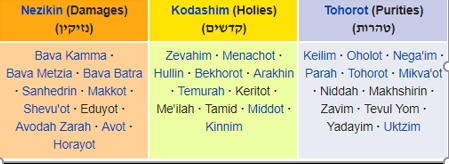 Nezikin (Damages)
(נזיקין)
Bava Kamma ·
Bava Metzia · Bava Batra
· Sanhedrin · Makkot ·
Shevu'ot · Eduyot ·
Avodah Zarah · Avot ·
Horayot
Kodashim (Holies)
(קדשים)
Zevahim · Menachot ·
Hullin · Bekhorot · Arakhin
· Temurah · Keritot ·
Me'ilah · Tamid · Middot ·
Kinnim
Tohorot (Purities)
(טהרות)
Keilim · Oholot · Nega'im ·
Parah · Tohorot · Mikva'ot
· Niddah · Makhshirin ·
Zavim · Tevul Yom ·
Yadayim · Uktzim